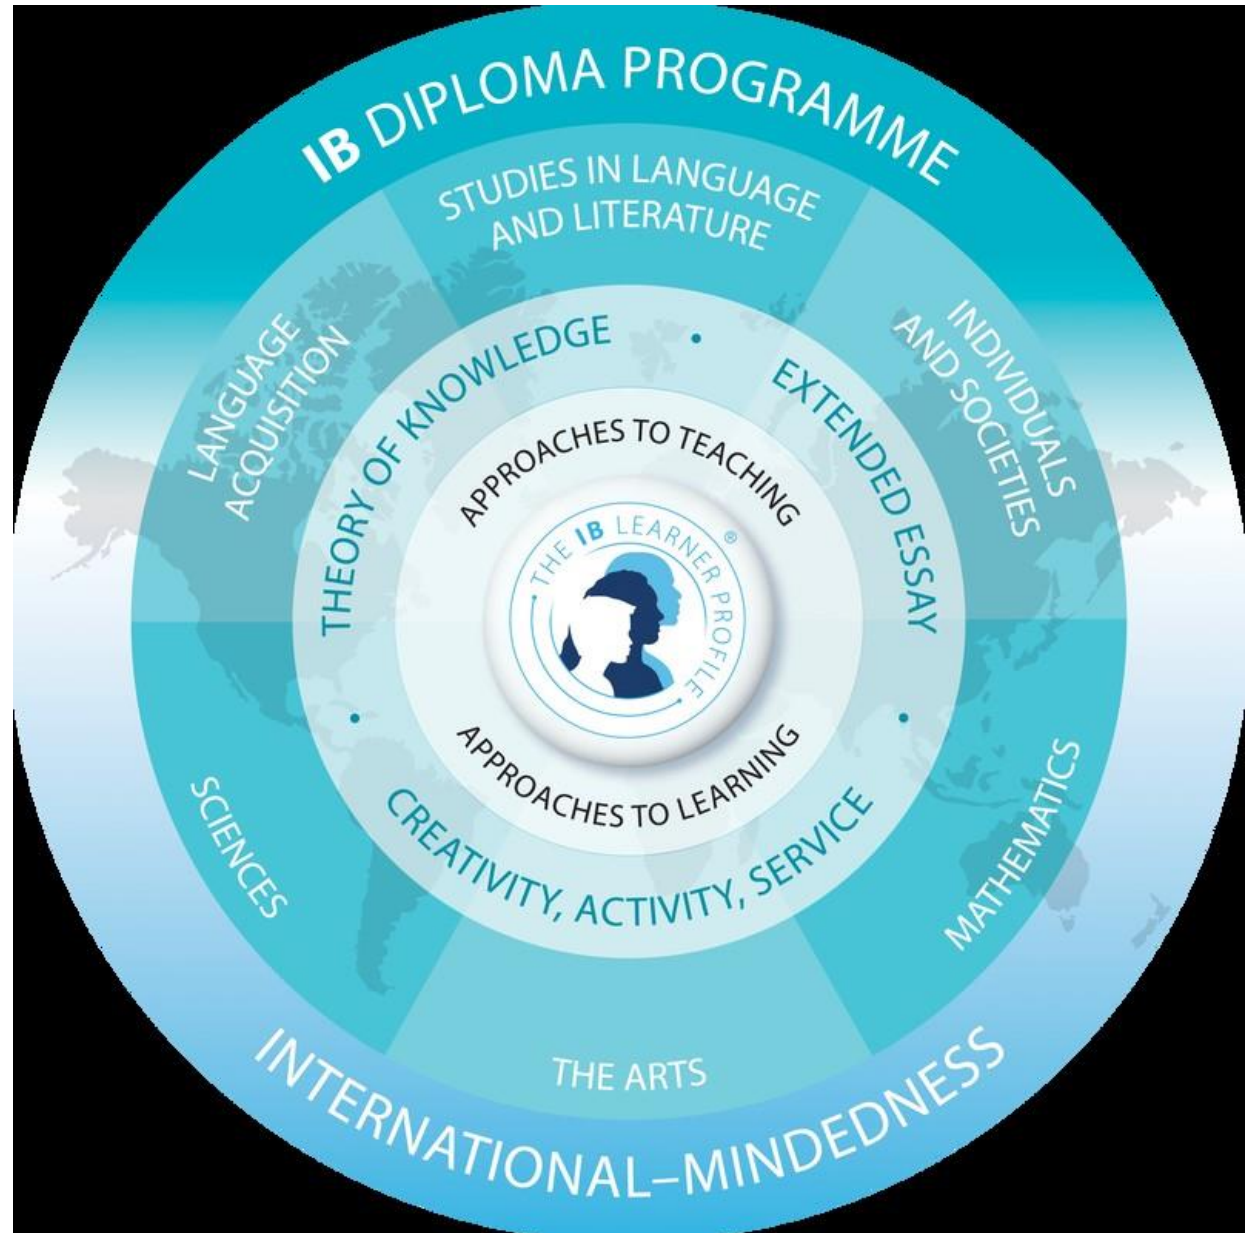 IB DIPLOMA PROGRAMME
STUDIES IN LANGUAGE
AND LITERATURE
LANGUAGE
ACQUISITION
INDIVIDUALS
AND SOCIETIES
THEORY OF KNOWLEDGE •
EXTENDED ESSAY •
APPROACHES TO TEACHING
THE IB LEARNER PROFILE ®
APPROACHES TO LEARNING
CREATIVITY, ACTIVITY, SERVICE •
SCIENCES
MATHEMATICS
THE ARTS
INTERNATIONAL–MINDEDNESS